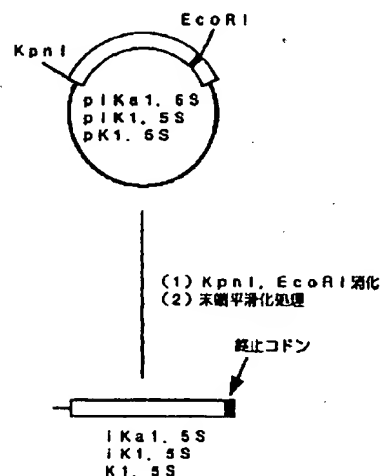 EcoRI
KpnI
pIKa1. 6S
pIK1. 5S
pK1. 6S
(1) KpnI, EcoRI消化
(2)末端平滑化処理
終止コドン
iKa1. 5S
iK1. 5S
K1. 5S